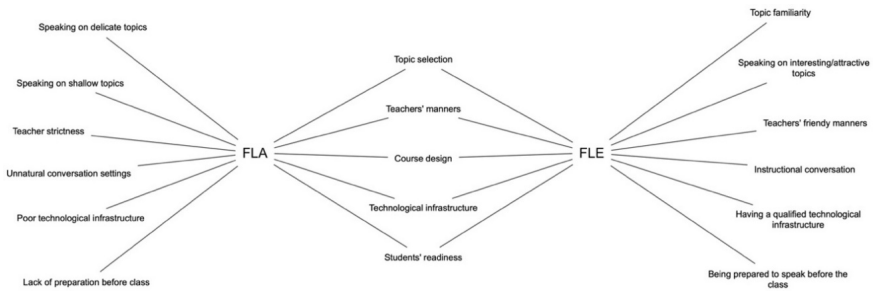 Speaking on delicate topics
Speaking on shallow topics
Teacher strictness
Unnatural conversation settings
Poor technological infrastructure
Lack of preparation before class
FLA
Topic selection
Teachers' manners
Course design
Technological infrastructure
Students' readiness
FLE
Topic familiarity
Speaking on interesting/attractive
topics
Teachers' friendy manners
Instructional conversation
Having a qualified technological
infrastructure
Being prepared to speak before the
class